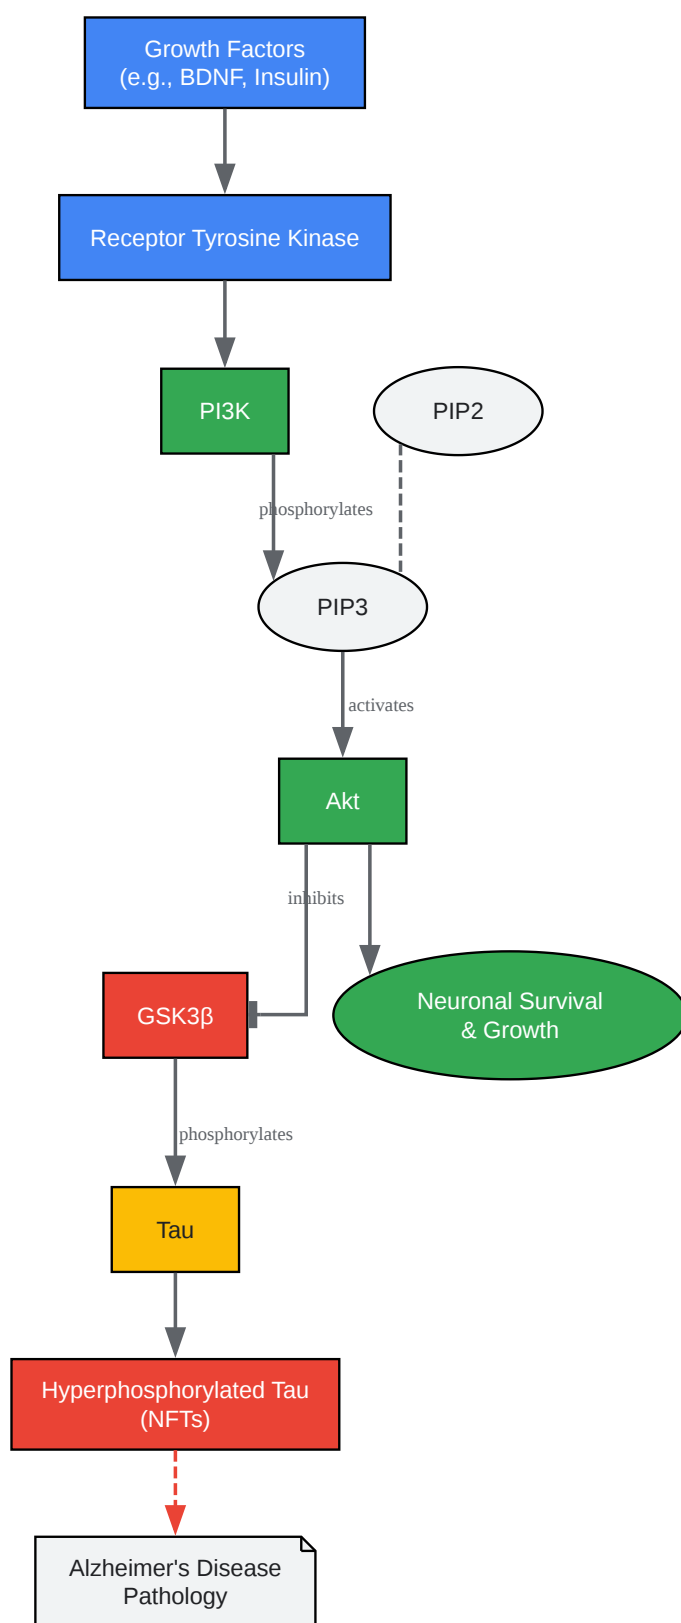 Growth Factors
(e.g., BDNF, Insulin)
Receptor Tyrosine Kinase
PI3K
PIP2
phosphorylates
PIP3
activates
Akt
inhibits
Neuronal Survival
& Growth
GSK3β
phosphorylates
Tau
Hyperphosphorylated Tau
(NFTs)
Alzheimer's Disease
Pathology